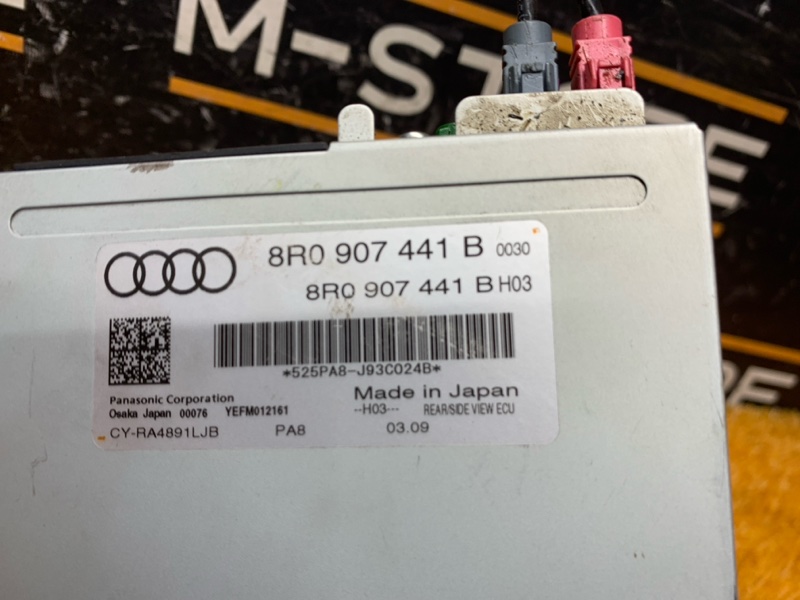 M-ST
8R0 907 441 B 0030
8R0 907 441 B H03
*525PA8-J93C024B*
Panasonic Corporation
Made in Japan
Osaka Japan 00076 YEFM012161
--H03--- REAR/SIDE VIEW ECU
CY-RA4891LJB PA8 03.09